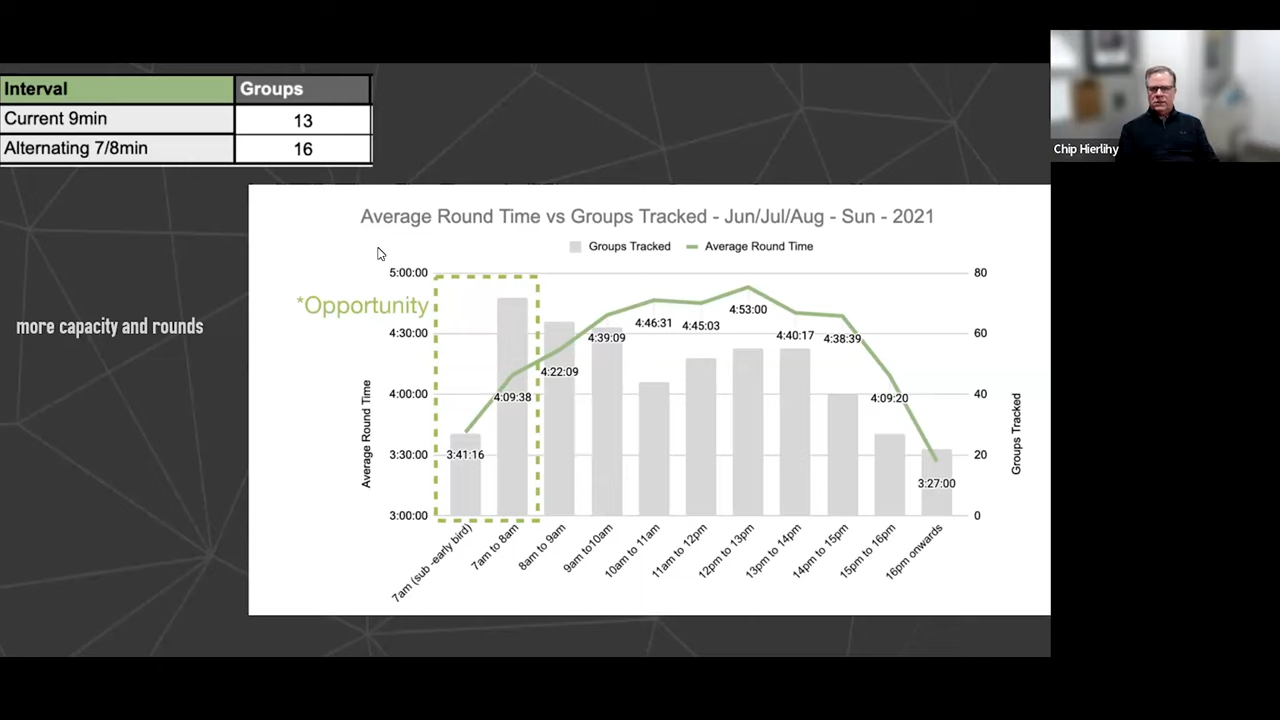 Interval Groups
Current 9min 13
Alternating 7/8min 16
Chip Hierlihy
Average Round Time vs Groups Tracked - Jun/Jul/Aug - Sun - 2021
Groups Tracked Average Round Time
*Opportunity
more capacity and rounds
Average Round Time
5:00:00
4:30:00
4:00:00
3:30:00
3:00:00
3:41:16
4:09:38
4:22:09
4:39:09
4:46:31
4:45:03
4:53:00
4:40:17
4:38:39
4:09:20
3:27:00
80
60
40
20
0
Groups Tracked
7am (sub -early bird)
7am to 8am
8am to 9am
9am to10am
10am to 11am
11am to 12pm
12pm to 13pm
13pm to 14pm
14pm to 15pm
15pm to 16pm
16pm onwards